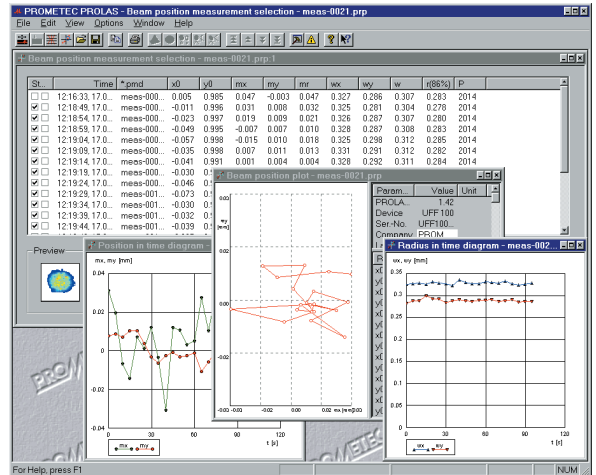 PROMETEC PROLAS - Beam position measurement selection - meas-0021.prp
File Edit View Options Window Help
Beam position measurement selection - meas-0021.prp:1
St... Time *.pmd x0 y0 mx my mr wx wy w r(86%) P
12:16:33, 17.0... meas-000... 0.005 0.985 0.047 -0.003 0.047 0.327 0.286 0.307 0.283 2014
12:18:49, 17.0... meas-000... -0.011 0.996 0.031 0.008 0.032 0.325 0.281 0.304 0.278 2014
12:18:54, 17.0... meas-000... -0.023 0.997 0.019 0.009 0.021 0.326 0.287 0.307 0.280 2014
12:18:59, 17.0... meas-000... -0.049 0.995 -0.007 0.007 0.010 0.328 0.287 0.308 0.283 2014
12:19:04, 17.0... meas-000... -0.057 0.998 -0.015 0.010 0.018 0.325 0.298 0.312 0.285 2014
12:19:09, 17.0... meas-000... -0.035 0.998 0.007 0.011 0.013 0.331 0.291 0.312 0.282 2014
12:19:14, 17.0... meas-000... -0.041 0.991 0.001 0.004 0.004 0.328 0.292 0.311 0.284 2014
12:19:19, 17.0... meas-000... -0.030
12:19:24, 17.0... meas-000... -0.046
12:19:29, 17.0... meas-000... -0.073
12:19:34, 17.0... meas-001... -0.030
12:19:39, 17.0... meas-001... -0.032
12:19:44, 17.0... meas-001... -0.039
Preview
Beam position plot - meas-0021.prp
0.03
my
[mm]
0.02
0.00
-0.02
-0.03 -0.03 -0.02 0.00 0.02 mx [mm] 0.03
Param... Value Unit
PROLA... 1.42
Device UFF 100
Ser.-No. UFF100...
Company PROM...
Position in time diagram -
mx, my [mm]
0.04
0.02
0
-0.02
-0.04
0 30 60 90 120
t [s]
mx my
Radius in time diagram - meas-002...
wx, wy [mm]
0.35
0.3
0.25
0.2
0.15
0.1
0.05
0
0 30 60 90 120
t [s]
wx wy
PROMETEC
For Help, press F1
NUM